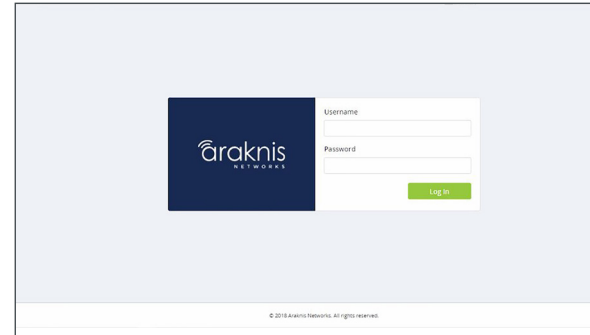 araknis
NETWORKS
Username
Password
Log In
© 2018 Araknis Networks. All rights reserved.